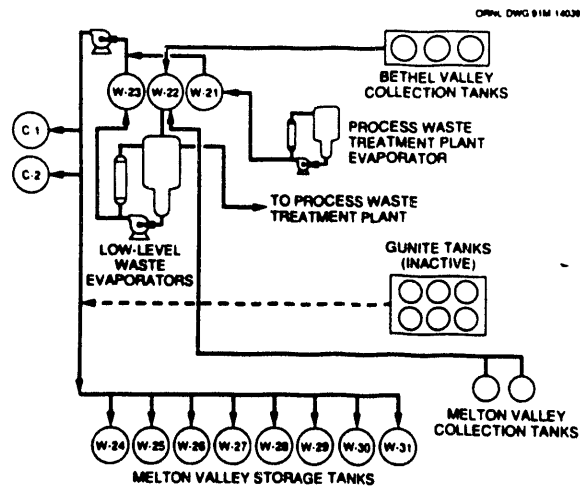 ORNL DWG 91M 14039
W-23
W-22
W-21
BETHEL VALLEY
COLLECTION TANKS
C-1
C-2
PROCESS WASTE
TREATMENT PLANT
EVAPORATOR
TO PROCESS WASTE
TREATMENT PLANT
LOW-LEVEL
WASTE
EVAPORATORS
GUNITE TANKS
(INACTIVE)
MELTON VALLEY
COLLECTION TANKS
W-24
W-25
W-26
W-27
W-28
W-29
W-30
W-31
MELTON VALLEY STORAGE TANKS